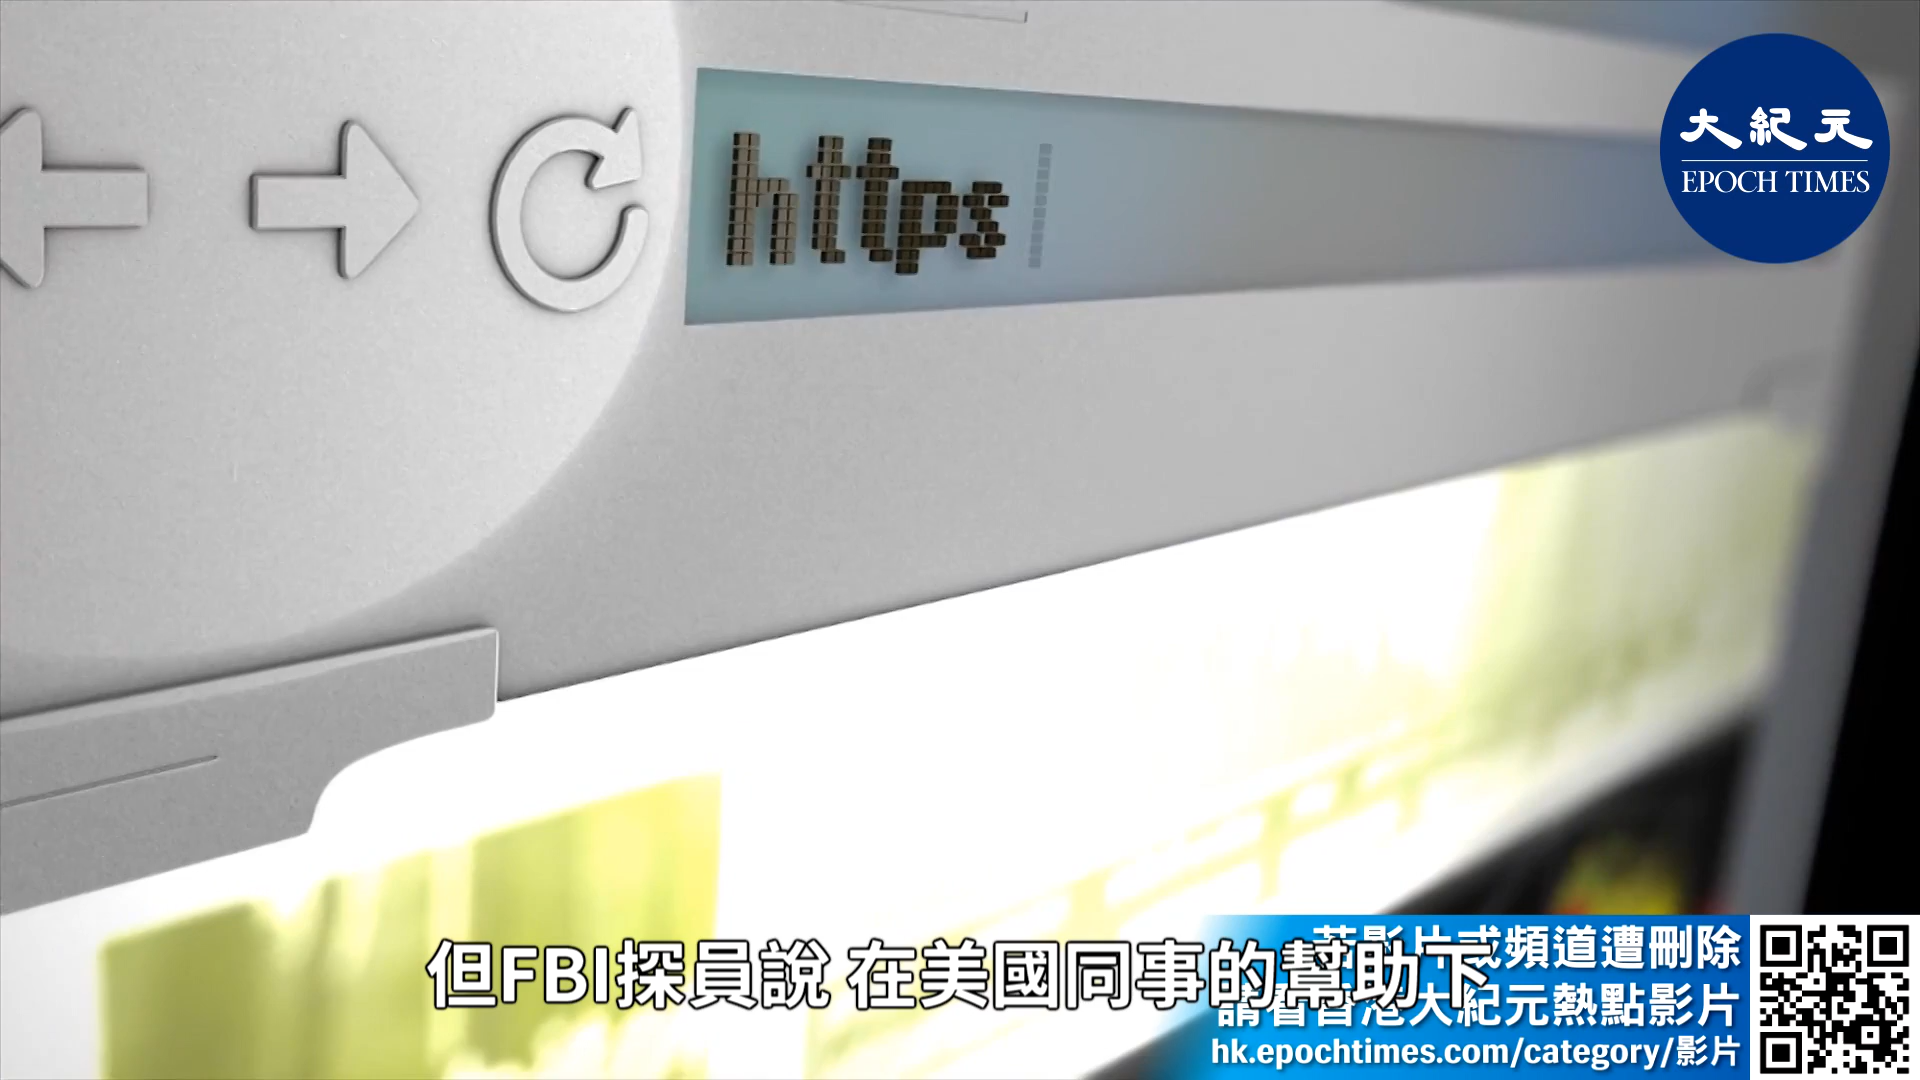 https
大紀元
EPOCH TIMES
但FBI探員說 在美國同事的幫助下
若影片或頻道遭刪除
請看香港大紀元熱點影片
hk.epochtimes.com/category/影片